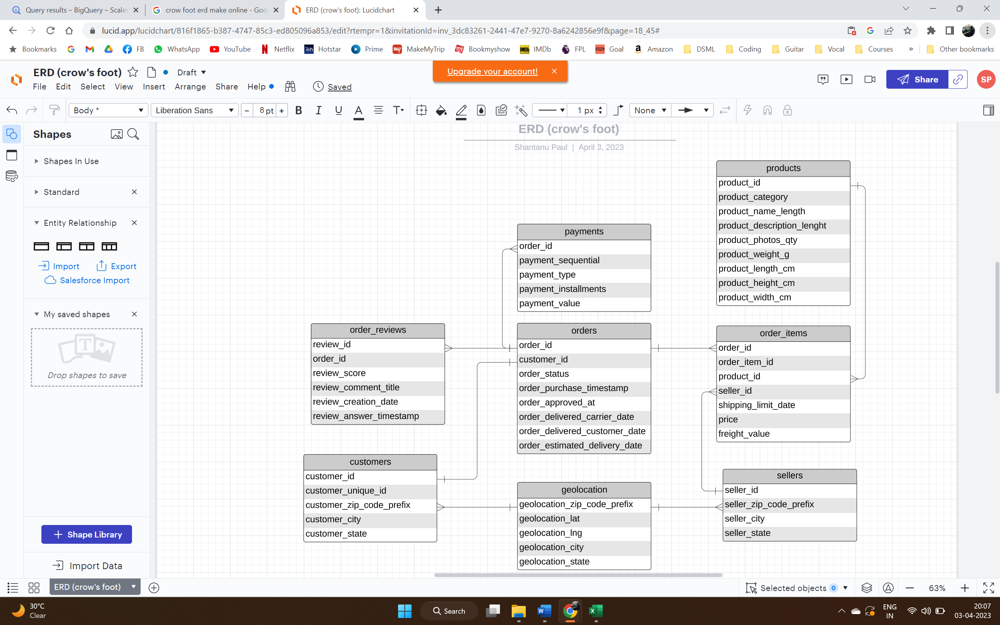 Query results – BigQuery – Scaler
crow foot erd make online - Goo
ERD (crow's foot): Lucidchart
lucid.app/lucidchart/816f1865-b387-4747-85c3-ed805096a853/edit?rtempr=1&invitationId=inv_3dc83261-2441-47e7-9270-8a6242856e9f&page=18_45#
Bookmarks FB WhatsApp YouTube Netflix Hotstar Prime MakeMyTrip Bookmyshow IMDb FPL Goal Amazon DSML Coding Guitar Vocal Courses » Other bookmarks
ERD (crow's foot) Draft
Upgrade your account!
File Edit Select View Insert Arrange Share Help Saved
Share
SP
Body * Liberation Sans - 8 pt + B I U A T 1 px None
Shapes
Shapes In Use
Standard
Entity Relationship
Import Export
Salesforce Import
My saved shapes
T
Drop shapes to save
Shape Library
Import Data
ERD (crow's foot)
Shantanu Paul | April 3, 2023
products
product_id
product_category
product_name_length
product_description_lenght
product_photos_qty
product_weight_g
product_length_cm
product_height_cm
product_width_cm
payments
order_id
payment_sequential
payment_type
payment_installments
payment_value
order_reviews
review_id
order_id
review_score
review_comment_title
review_creation_date
review_answer_timestamp
orders
order_id
customer_id
order_status
order_purchase_timestamp
order_approved_at
order_delivered_carrier_date
order_delivered_customer_date
order_estimated_delivery_date
order_items
order_id
order_item_id
product_id
seller_id
shipping_limit_date
price
freight_value
customers
customer_id
customer_unique_id
customer_zip_code_prefix
customer_city
customer_state
geolocation
geolocation_zip_code_prefix
geolocation_lat
geolocation_lng
geolocation_city
geolocation_state
sellers
seller_id
seller_zip_code_prefix
seller_city
seller_state
ERD (crow's foot)
Selected objects 0
63%
30°C
Clear
Search
ENG
IN
20:07
03-04-2023